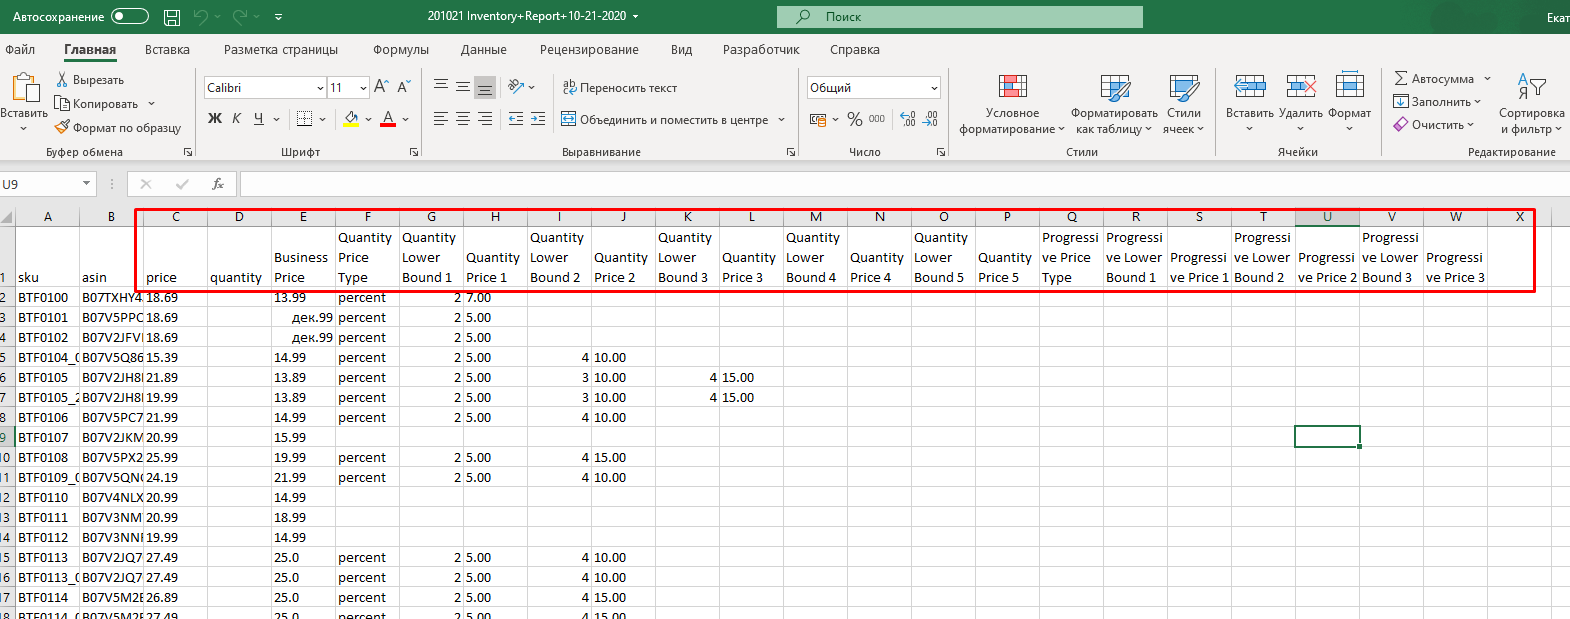 Автосохранение 201021 Inventory+Report+10-21-2020 Поиск Екат
Файл Главная Вставка Разметка страницы Формулы Данные Рецензирование Вид Разработчик Справка
Вставить
Вырезать
Копировать
Формат по образцу
Буфер обмена
Calibri 11
Ж К Ч А
Шрифт
Переносить текст
Объединить и поместить в центре
Выравнивание
Общий
% 000
Число
Условное форматирование
Форматировать как таблицу
Стили ячеек
Стили
Вставить Удалить Формат
Ячейки
Автосумма
Заполнить
Очистить
Сортировка и фильтр
Редактирование
U9 fx
A B C D E F G H I J K L M N O P Q R S T U V W X
1 sku asin price quantity Business Price Quantity Price Type Quantity Lower Bound 1 Quantity Price 1 Quantity Lower Bound 2 Quantity Price 2 Quantity Lower Bound 3 Quantity Price 3 Quantity Lower Bound 4 Quantity Price 4 Quantity Lower Bound 5 Quantity Price 5 Progressive Price Type Progressive Lower Bound 1 Progressive Price 1 Progressive Lower Bound 2 Progressive Price 2 Progressive Lower Bound 3 Progressive Price 3
2 BTF0100 B07TXHY4 18.69 13.99 percent 2 7.00
3 BTF0101 B07V5PPC 18.69 дек.99 percent 2 5.00
4 BTF0102 B07V2JFV 18.69 дек.99 percent 2 5.00
5 BTF0104_ B07V5Q86 15.39 14.99 percent 2 5.00 4 10.00
6 BTF0105 B07V2JH8 21.89 13.89 percent 2 5.00 3 10.00 4 15.00
7 BTF0105_2 B07V2JH8 19.99 13.89 percent 2 5.00 3 10.00 4 15.00
8 BTF0106 B07V5PC7 21.99 14.99 percent 2 5.00 4 10.00
9 BTF0107 B07V2JKM 20.99 15.99
10 BTF0108 B07V5PX2 25.99 19.99 percent 2 5.00 4 15.00
11 BTF0109_ B07V5QN 24.19 21.99 percent 2 5.00 4 10.00
12 BTF0110 B07V4NLX 20.99 14.99
13 BTF0111 B07V3NM 20.99 18.99
14 BTF0112 B07V3NN 19.99 14.99
15 BTF0113 B07V2JQ7 27.49 25.0 percent 2 5.00 4 10.00
16 BTF0113_ B07V2JQ7 27.49 25.0 percent 2 5.00 4 10.00
17 BTF0114 B07V5M2 26.89 25.0 percent 2 5.00 4 15.00
18 BTF0114_ B07V5M2 27.49 25.0 percent 2 5.00 4 15.00